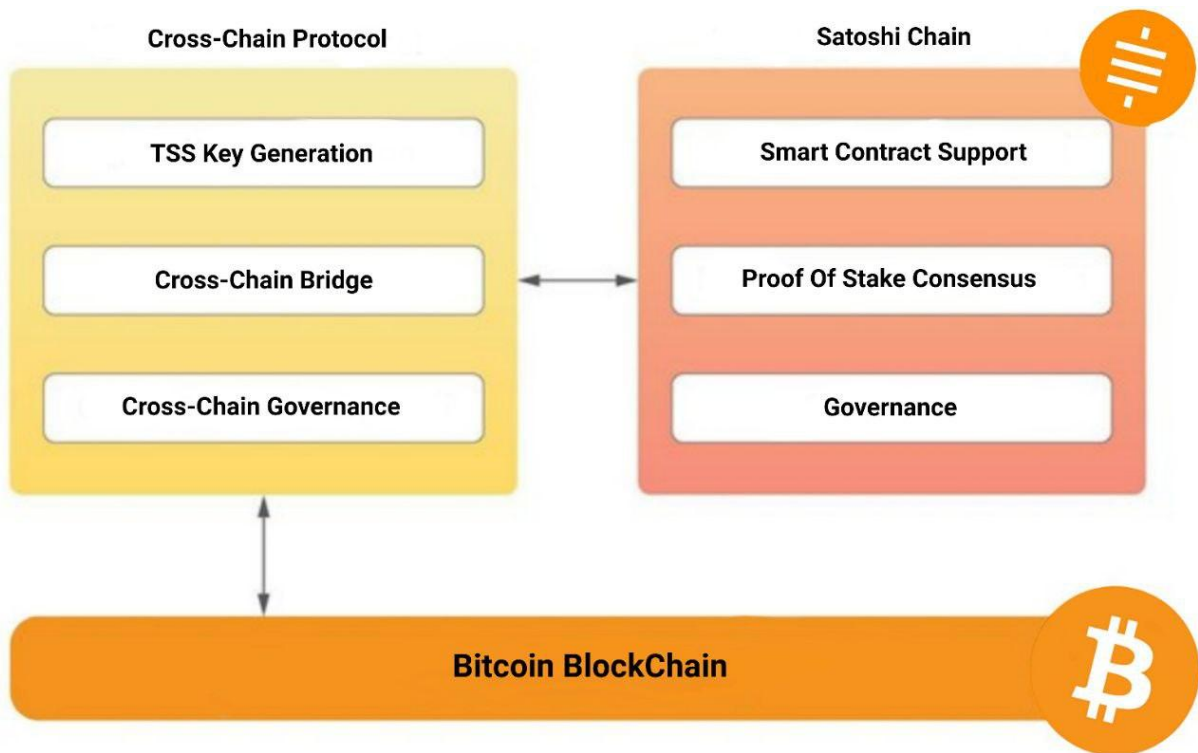 Cross-Chain Protocol
Satoshi Chain
TSS Key Generation
Cross-Chain Bridge
Cross-Chain Governance
Smart Contract Support
Proof Of Stake Consensus
Governance
Bitcoin BlockChain